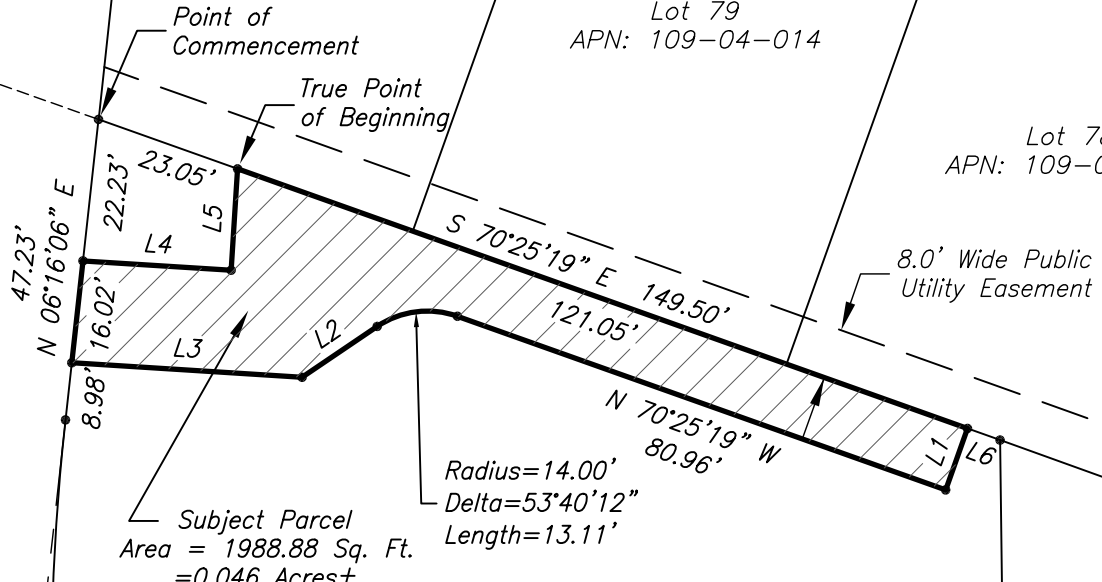 Point of
Commencement
Lot 79
APN: 109-04-014
True Point
of Beginning
Lot
APN: 109-0
23.05'
22.23'
L5
L4
47.23'
N 06°16'06" E
16.02'
L3
L2
8.98'
S 70°25'19" E 149.50'
121.05'
8.0' Wide Public
Utility Easement
N 70°25'19" W
80.96'
L1
L6
Radius=14.00'
Delta=53°40'12"
Length=13.11'
Subject Parcel
Area = 1988.88 Sq. Ft.
=0.046 Acres±